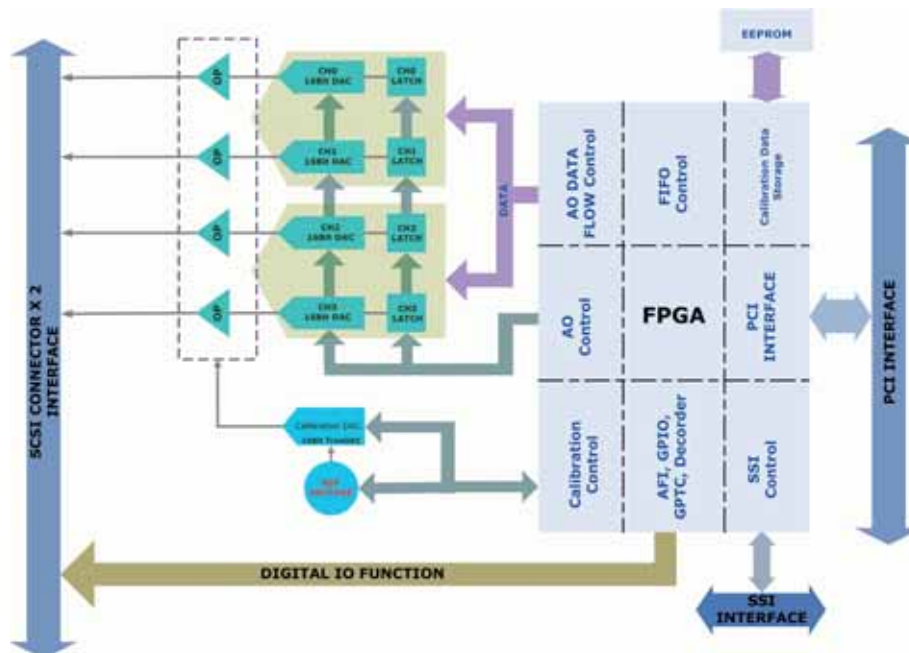 EEPROM
OP
CH0
16Bit DAC
CH0
LATCH
OP
CH1
16Bit DAC
CH1
LATCH
OP
CH2
16Bit DAC
CH2
LATCH
OP
CH3
16Bit DAC
CH3
LATCH
DATA
AO DATA
FLOW Control
FIFO
Control
Calibration Data
Storage
AO
Control
FPGA
PCI
INTERFACE
Calibration
Control
AFI, GPIO,
GPTC, Decorder
SSI
Control
SCSI CONNECTOR X 2
INTERFACE
PCI INTERFACE
Calibration
DIGITAL IO FUNCTION
SSI
INTERFACE